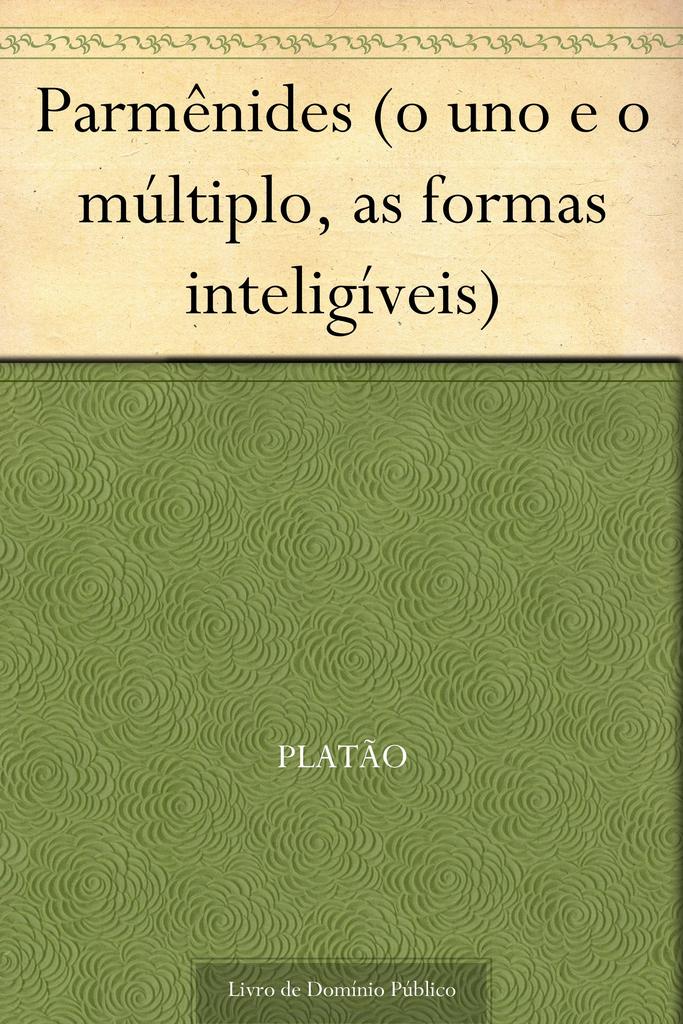 Parmênides (o uno e o
múltiplo, as formas
inteligíveis)
PLATÃO
Livro de Domínio Público